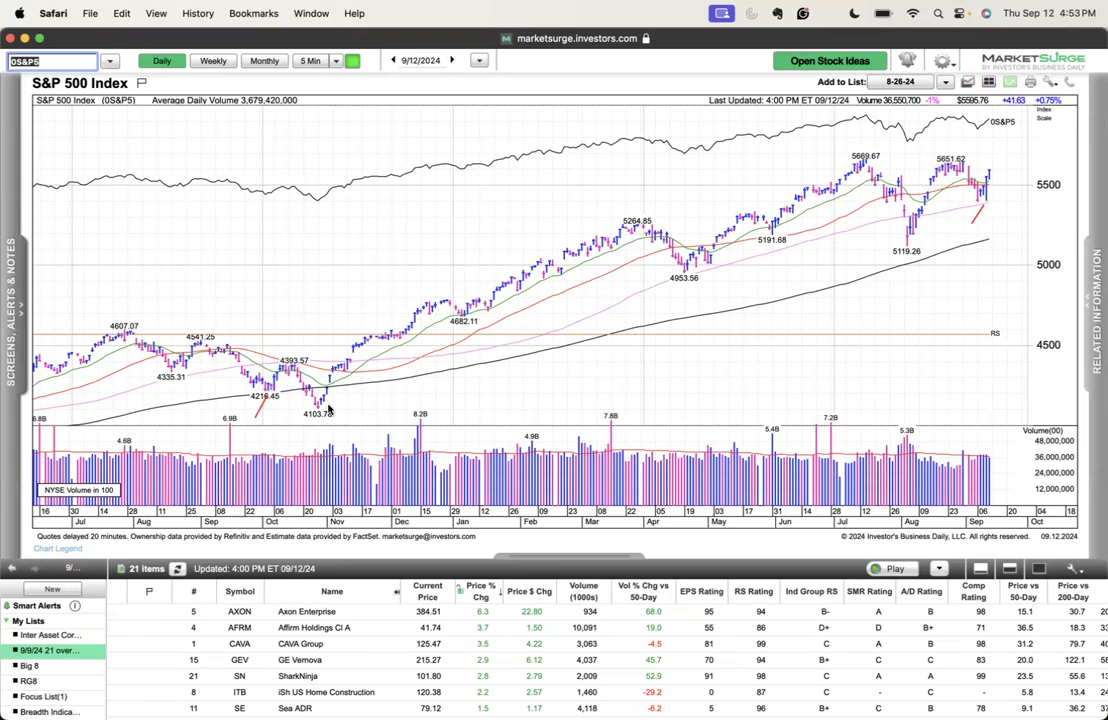 Safari File Edit View History Bookmarks Window Help Thu Sep 12 4:53 PM
marketsurge.investors.com
0S&P5 Daily Weekly Monthly 5 Min 9/12/2024 Open Stock Ideas MARKETSURGE
BY INVESTOR'S BUSINESS DAILY
S&P 500 Index Add to List: 8-26-24
S&P 500 Index (0S&P5) Average Daily Volume 3,679,420,000 Last Updated: 4:00 PM ET 09/12/24 Volume 36,550,700 -1% $5595.76 +41.63 +0.75%
Index
Scale
0S&P5
5669.67 5651.62
5500
5264.85
5191.68
5119.26
5000
4953.56
4682.11
4607.07
RS
4541.25
4500
4393.57
4335.31
4216.45
4103.78
8.8B 6.9B 8.2B 7.8B 7.2B
4.6B 4.9B 5.4B 5.3B
Volume(00)
48,000,000
36,000,000
24,000,000
12,000,000
NYSE Volume in 100
16 30 14 28 11 25 08 22 06 20 03 17 01 15 29 12 26 09 23 08 22 05 19 03 17 31 14 28 12 26 09 23 06 20 04 18
Jul Aug Sep Oct Nov Dec Jan Feb Mar Apr May Jun Jul Aug Sep Oct
Quotes delayed 20 minutes. Ownership data provided by Refinitiv and Estimate data provided by FactSet. marketsurge@investors.com © 2024 Investor's Business Daily, LLC. All rights reserved. 09.12.2024
Chart Legend
SCREENS, ALERTS & NOTES
RELATED INFORMATION
9/... 21 items Updated: 4:00 PM ET 09/12/24 Play
New
Smart Alerts
My Lists
Inter Asset Cor...
9/9/24 21 over...
Big 8
RG8
Focus List(1)
Breadth Indica...
# Symbol Name Current Price Price % Chg Price $ Chg Volume (1000s) Vol % Chg vs 50-Day EPS Rating RS Rating Ind Group RS SMR Rating A/D Rating Comp Rating Price vs 50-Day Price vs 200-Day
5 AXON Axon Enterprise 384.51 6.3 22.80 934 68.0 95 94 B- A B 98 15.1 30.7
4 AFRM Affirm Holdings Cl A 41.74 3.7 1.50 10,091 19.0 55 86 D+ D B+ 71 36.5 18.3
1 CAVA CAVA Group 125.47 3.6 4.22 3,063 -4.5 81 98 C A B 98 31.2 79.7
15 GEV GE Vernova 215.27 2.9 6.12 4,037 45.7 70 94 B+ C C 83 20.0 122.1
21 SN SharkNinja 101.80 2.8 2.79 2,009 52.9 91 98 C A A 99 23.5 55.6
8 ITB iSh US Home Construction 120.38 2.2 2.57 1,460 -29.2 0 87 C - C - 5.8 13.4
11 SE Sea ADR 79.12 1.5 1.17 4,118 -6.2 5 96 B+ C B+ 68 9.1 36.2